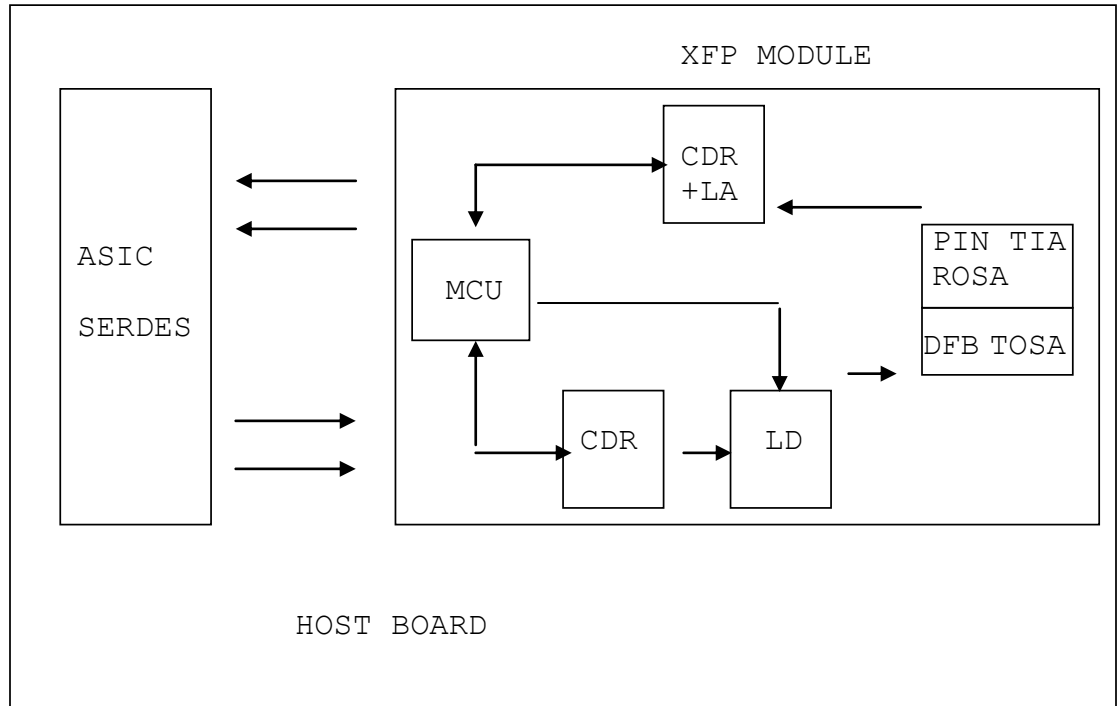 XFP MODULE
CDR
+LA
PIN TIA
ROSA
ASIC
SERDES
MCU
DFB TOSA
CDR
LD
HOST BOARD